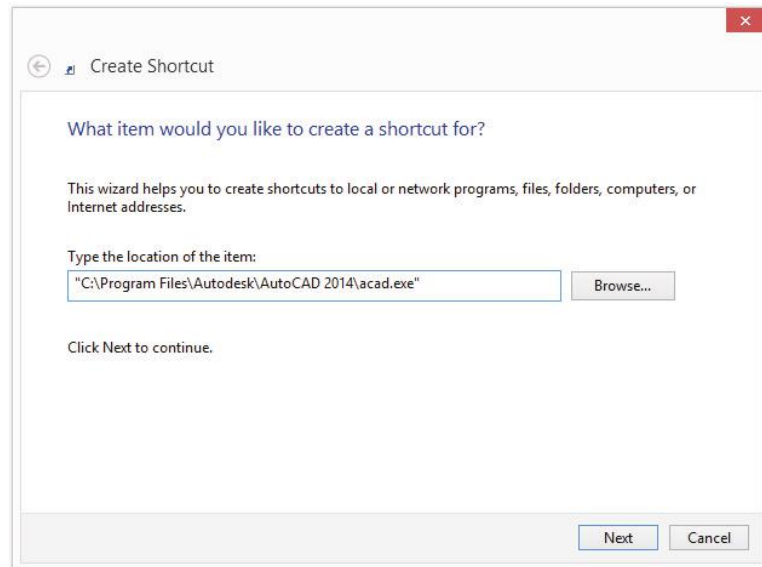 Create Shortcut
What item would you like to create a shortcut for?
This wizard helps you to create shortcuts to local or network programs, files, folders, computers, or
Internet addresses.
Type the location of the item:
"C:\Program Files\Autodesk\AutoCAD 2014\acad.exe"
Browse...
Click Next to continue.
Next
Cancel